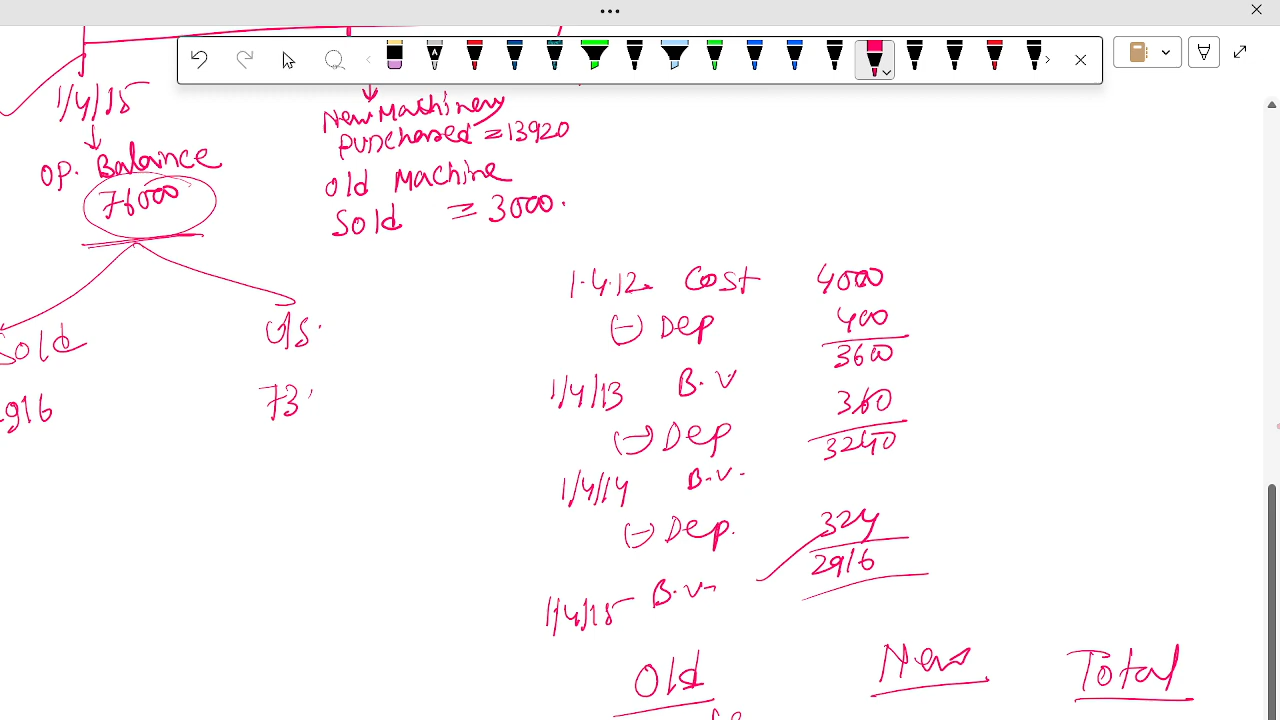 1/4/15
OP. Balance
76000
New Machinery
purchased = 13920
Old Machine
Sold = 3000.
Sold
2916
U/S.
73
1.4.12. Cost 4000
(-) Dep 400
3600
1/4/13 B.V
360
(-) Dep
3240
1/4/14 B.V.
(-) Dep. 324
2916
1/4/15 B.V
Old New Total